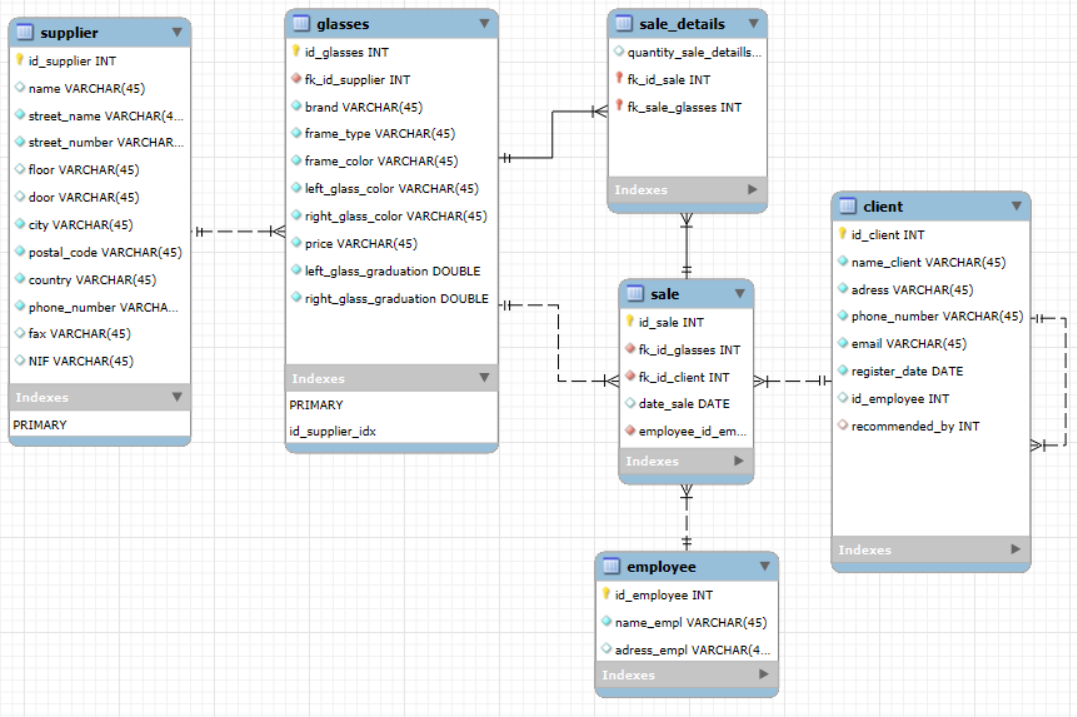 supplier
id_supplier INT
name VARCHAR(45)
street_name VARCHAR(4...
street_number VARCHAR...
floor VARCHAR(45)
door VARCHAR(45)
city VARCHAR(45)
postal_code VARCHAR(45)
country VARCHAR(45)
phone_number VARCHA...
fax VARCHAR(45)
NIF VARCHAR(45)
Indexes
PRIMARY
glasses
id_glasses INT
fk_id_supplier INT
brand VARCHAR(45)
frame_type VARCHAR(45)
frame_color VARCHAR(45)
left_glass_color VARCHAR(45)
right_glass_color VARCHAR(45)
price VARCHAR(45)
left_glass_graduation DOUBLE
right_glass_graduation DOUBLE
Indexes
PRIMARY
id_supplier_idx
sale_details
quantity_sale_detaills...
fk_id_sale INT
fk_sale_glasses INT
Indexes
sale
id_sale INT
fk_id_glasses INT
fk_id_client INT
date_sale DATE
employee_id_em...
Indexes
employee
id_employee INT
name_empl VARCHAR(45)
adress_empl VARCHAR(4...
Indexes
client
id_client INT
name_client VARCHAR(45)
adress VARCHAR(45)
phone_number VARCHAR(45)
email VARCHAR(45)
register_date DATE
id_employee INT
recommended_by INT
Indexes